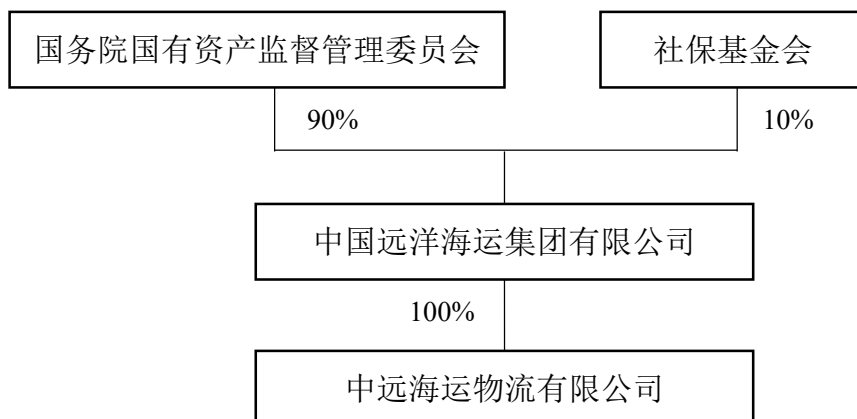 国务院国有资产监督管理委员会
社保基金会
90%
10%
中国远洋海运集团有限公司
100%
中远海运物流有限公司